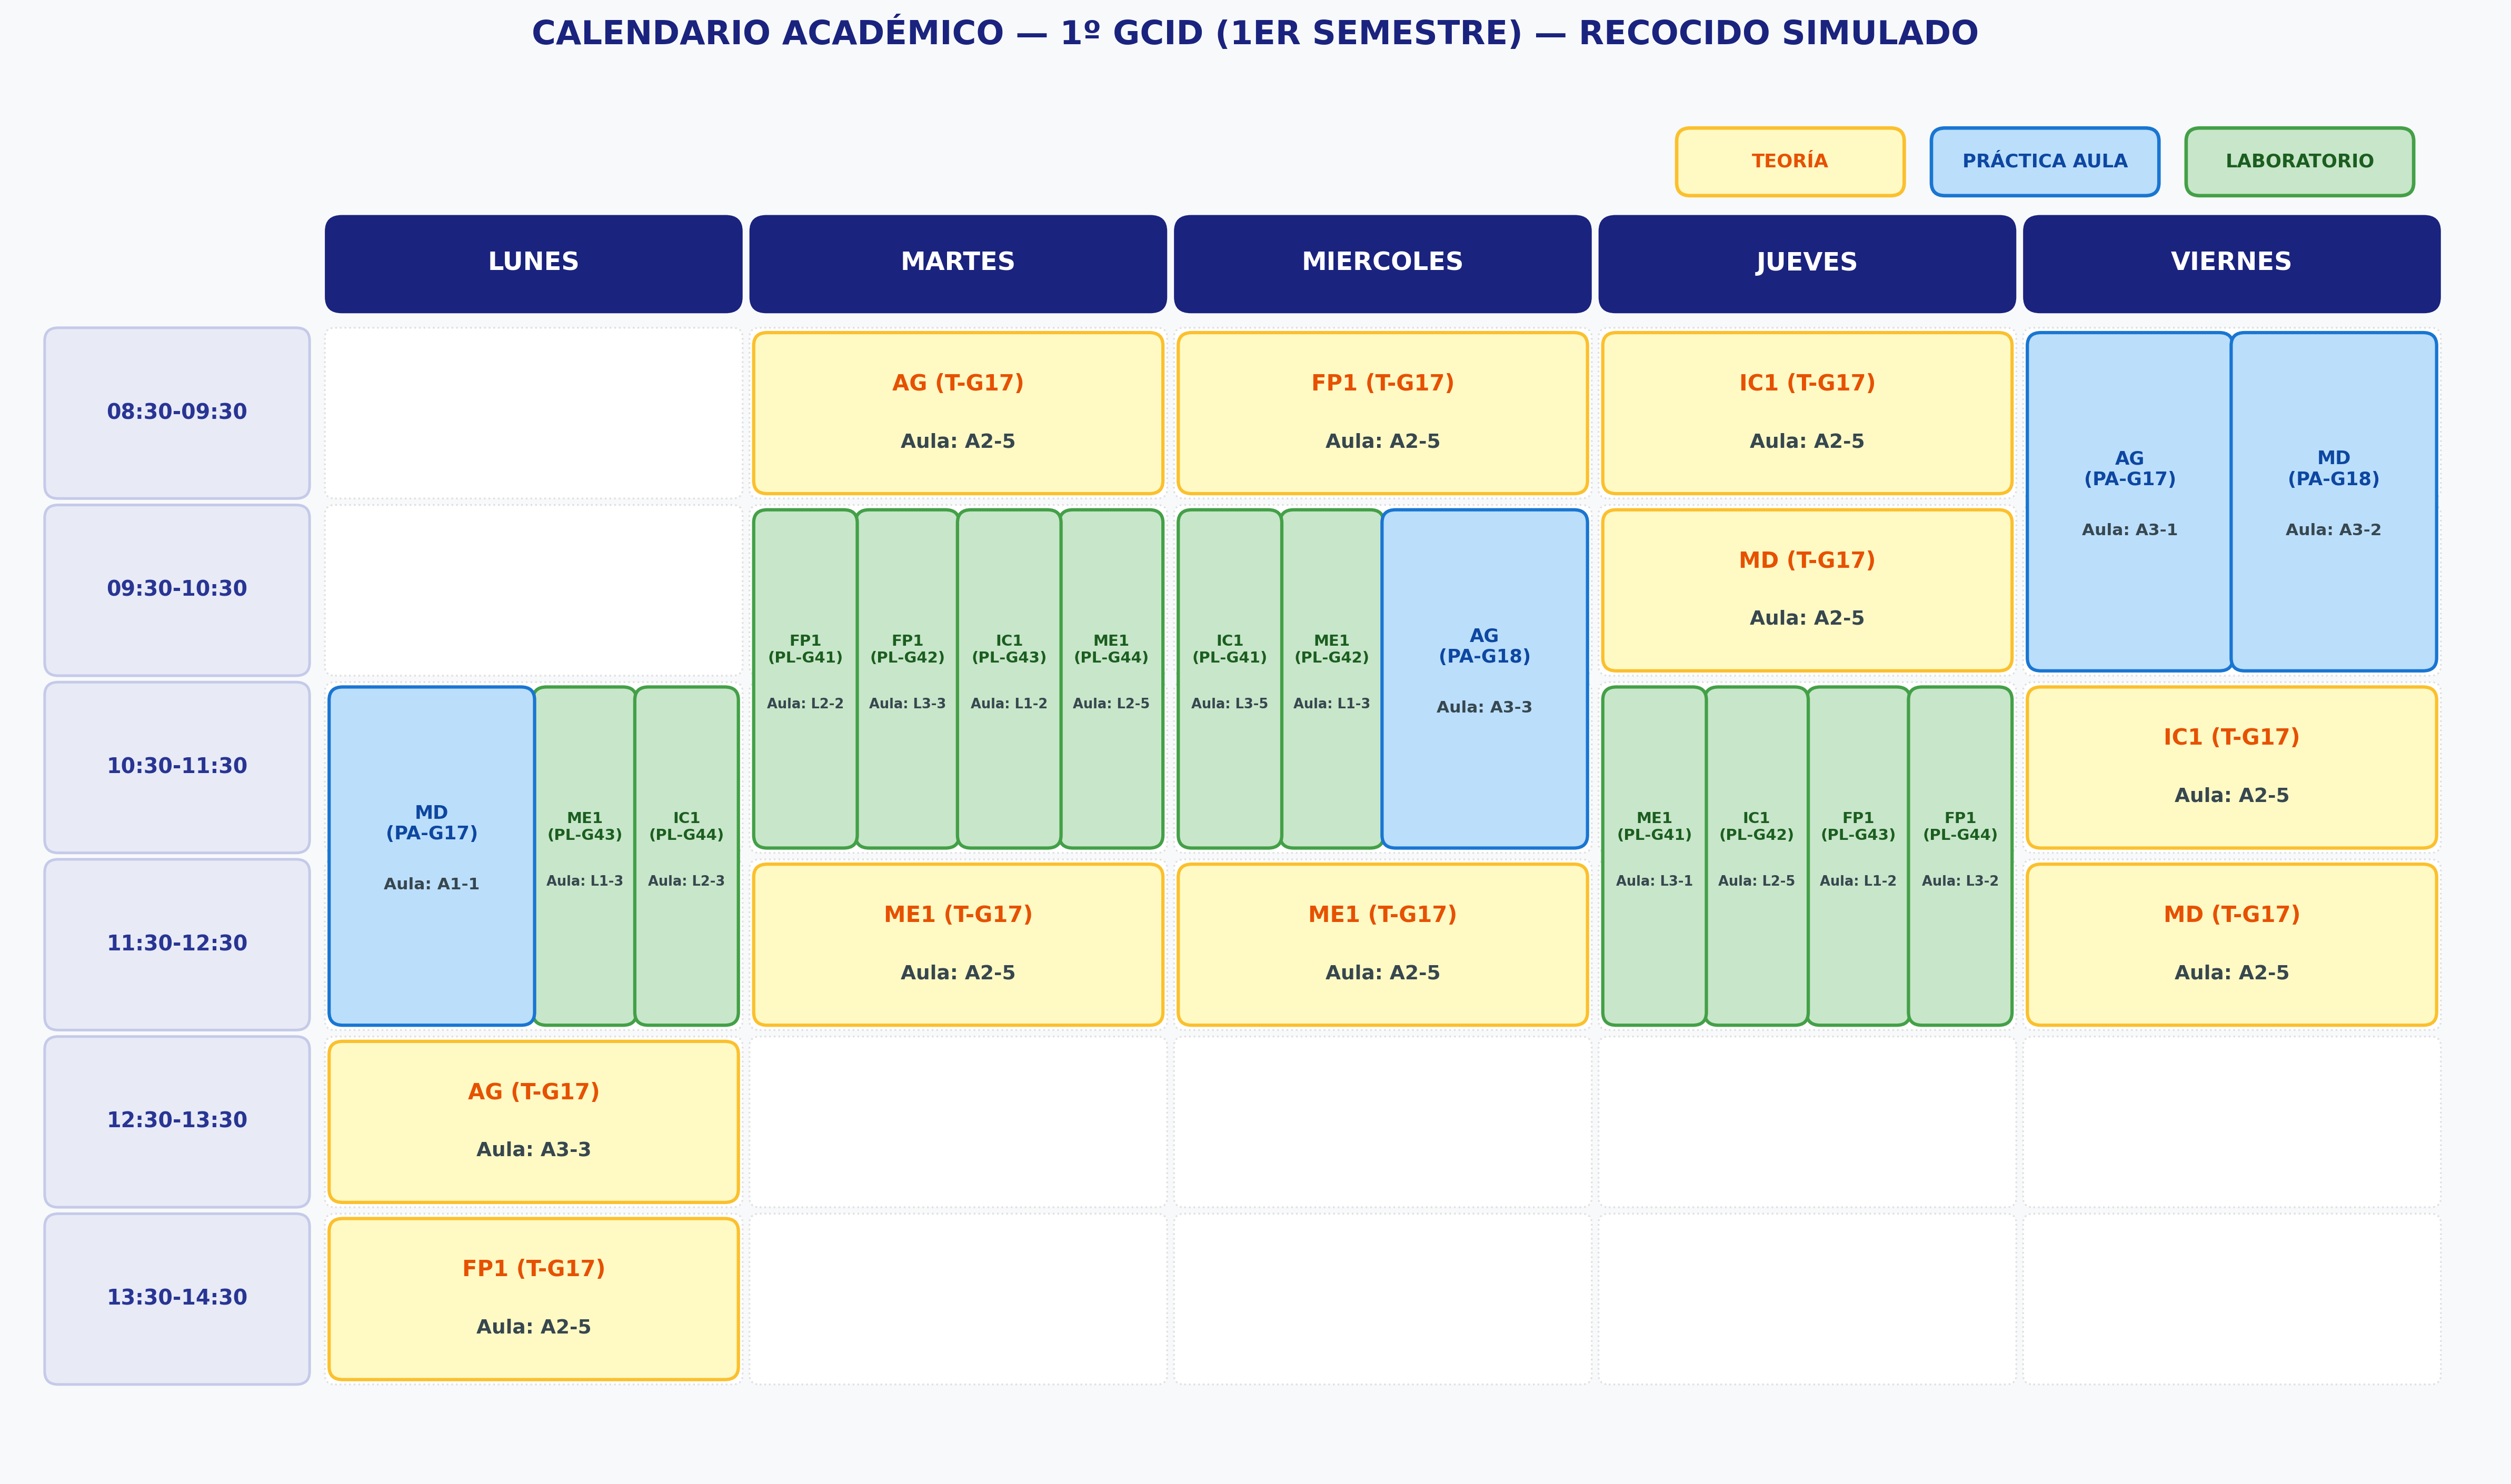 CALENDARIO ACADÉMICO — 1º GCID (1ER SEMESTRE) — RECOCIDO SIMULADO
TEORÍA
PRÁCTICA AULA
LABORATORIO
LUNES
MARTES
MIERCOLES
JUEVES
VIERNES
08:30-09:30
AG (T-G17)
Aula: A2-5
FP1 (T-G17)
Aula: A2-5
IC1 (T-G17)
Aula: A2-5
AG
(PA-G17)
Aula: A3-1
MD
(PA-G18)
Aula: A3-2
09:30-10:30
FP1
(PL-G41)
Aula: L2-2
FP1
(PL-G42)
Aula: L3-3
IC1
(PL-G43)
Aula: L1-2
ME1
(PL-G44)
Aula: L2-5
IC1
(PL-G41)
Aula: L3-5
ME1
(PL-G42)
Aula: L1-3
AG
(PA-G18)
Aula: A3-3
MD (T-G17)
Aula: A2-5
10:30-11:30
MD
(PA-G17)
Aula: A1-1
ME1
(PL-G43)
Aula: L1-3
IC1
(PL-G44)
Aula: L2-3
ME1
(PL-G41)
Aula: L3-1
IC1
(PL-G42)
Aula: L2-5
FP1
(PL-G43)
Aula: L1-2
FP1
(PL-G44)
Aula: L3-2
IC1 (T-G17)
Aula: A2-5
11:30-12:30
ME1 (T-G17)
Aula: A2-5
ME1 (T-G17)
Aula: A2-5
MD (T-G17)
Aula: A2-5
12:30-13:30
AG (T-G17)
Aula: A3-3
13:30-14:30
FP1 (T-G17)
Aula: A2-5